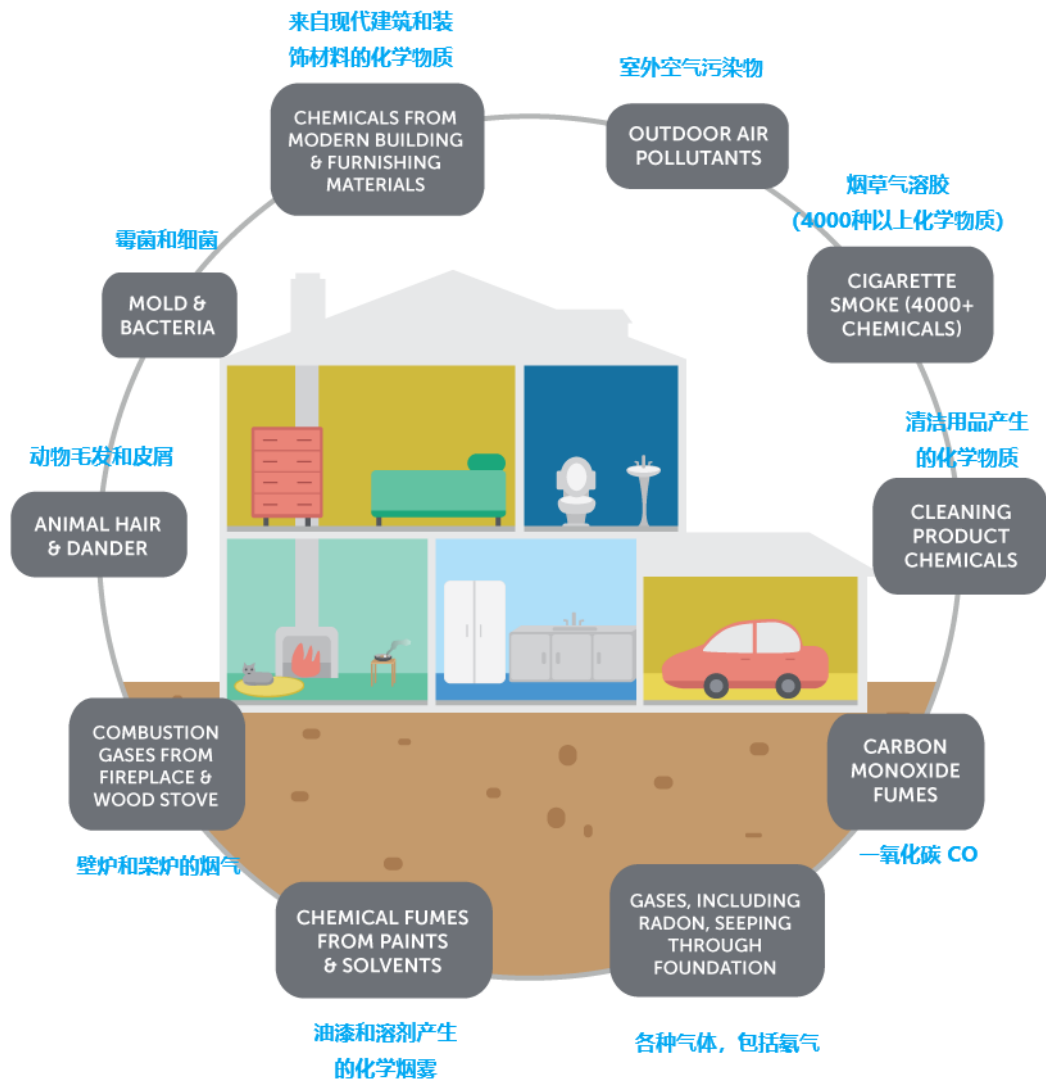 来自现代建筑和装
饰材料的化学物质
CHEMICALS FROM
MODERN BUILDING
& FURNISHING
MATERIALS
室外空气污染物
OUTDOOR AIR
POLLUTANTS
烟草气溶胶
(4000种以上化学物质)
CIGARETTE
SMOKE (4000+
CHEMICALS)
清洁用品产生
的化学物质
CLEANING
PRODUCT
CHEMICALS
CARBON
MONOXIDE
FUMES
一氧化碳 CO
GASES, INCLUDING
RADON, SEEPING
THROUGH
FOUNDATION
各种气体，包括氡气
CHEMICAL FUMES
FROM PAINTS
& SOLVENTS
油漆和溶剂产生
的化学烟雾
COMBUSTION
GASES FROM
FIREPLACE &
WOOD STOVE
壁炉和柴炉的烟气
动物毛发和皮屑
ANIMAL HAIR
& DANDER
霉菌和细菌
MOLD &
BACTERIA